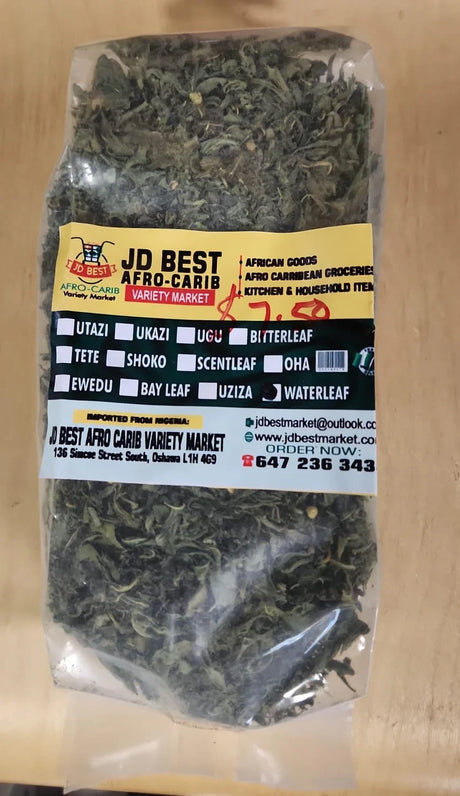 JD BEST
AFRO-CARIB
Variety Market
JD BEST
AFRO-CARIB
VARIETY MARKET
AFRICAN GOODS
AFRO CARRIBEAN GROCERIES
KITCHEN & HOUSEHOLD ITEM
$7.50
UTAZI UKAZI UGU BITTERLEAF
TETE SHOKO SCENTLEAF OHA
EWEDU BAY LEAF UZIZA WATERLEAF
IMPORTED FROM NIGERIA:
JD BEST AFRO CARIB VARIETY MARKET
136 Simcoe Street South, Oshawa L1H 4G9
jdbestmarket@outlook.co
www.jdbestmarket.co
ORDER NOW:
647 236 343